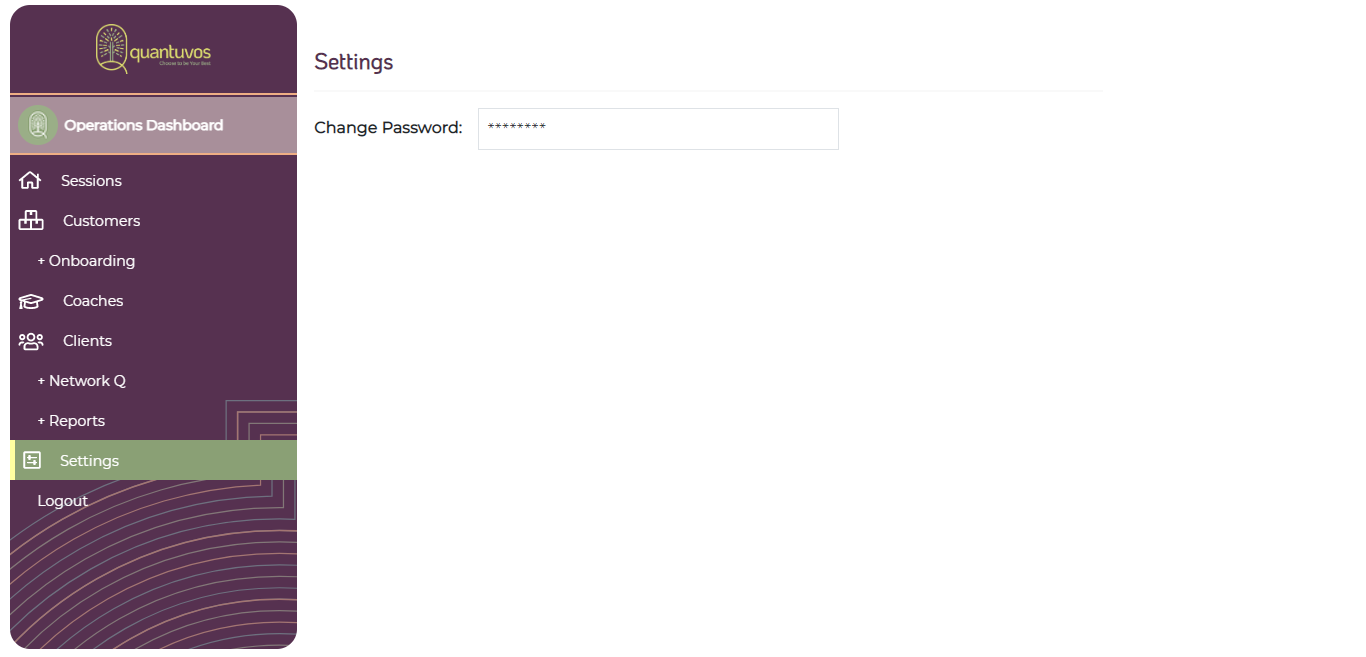 quantuvos
Choose to be Your Best
Operations Dashboard
Sessions
Customers
+ Onboarding
Coaches
Clients
+ Network Q
+ Reports
Settings
Logout
Settings
Change Password: ********